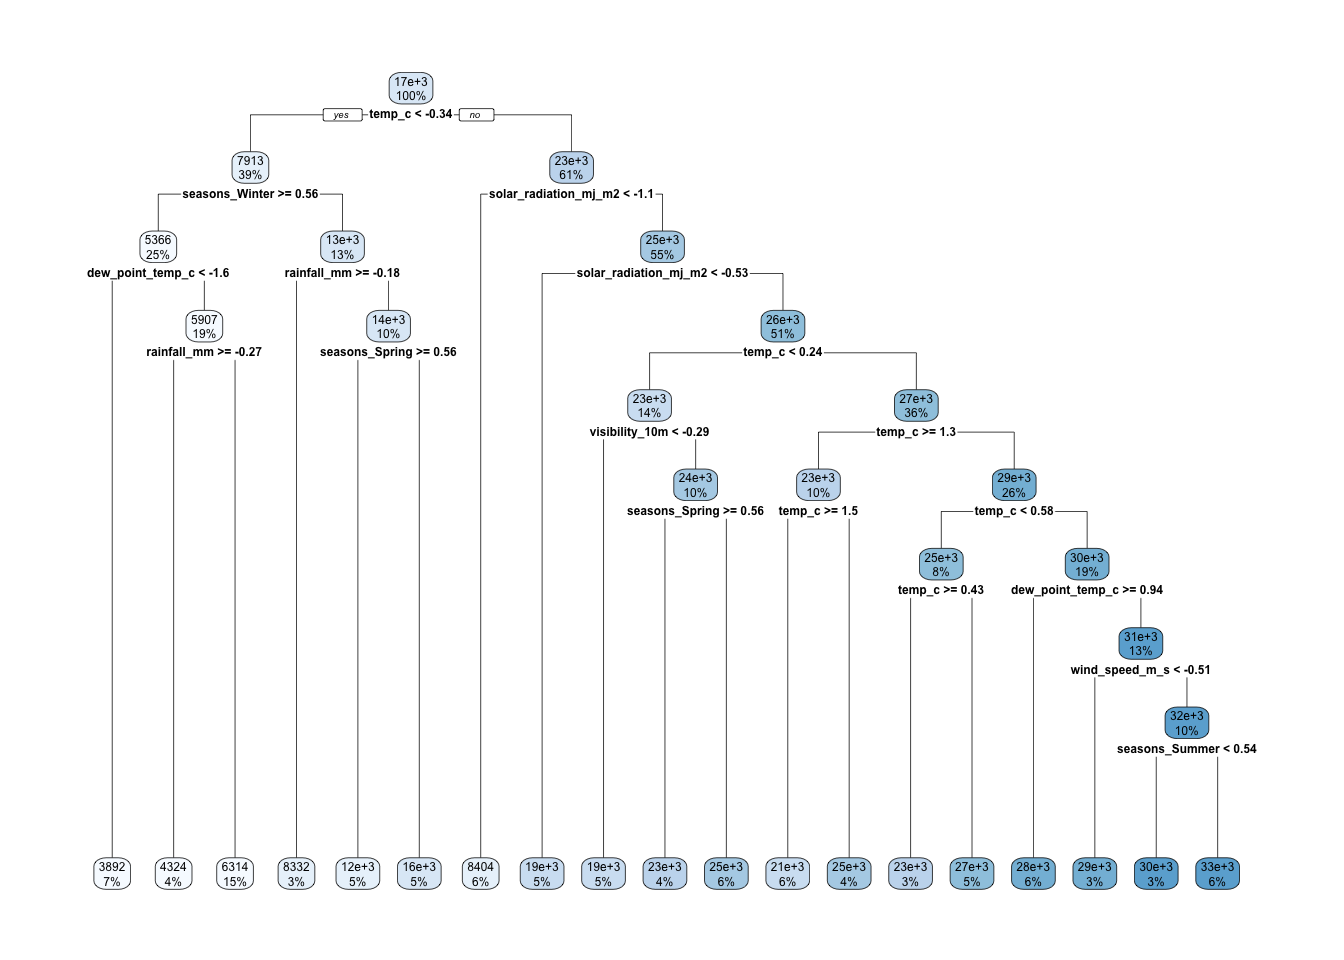 17e+3
100%
yes
temp_c < -0.34
no
7913
39%
23e+3
61%
seasons_Winter >= 0.56
solar_radiation_mj_m2 < -1.1
5366
25%
13e+3
13%
25e+3
55%
dew_point_temp_c < -1.6
rainfall_mm >= -0.18
solar_radiation_mj_m2 < -0.53
5907
19%
14e+3
10%
26e+3
51%
rainfall_mm >= -0.27
seasons_Spring >= 0.56
temp_c < 0.24
23e+3
14%
27e+3
36%
visibility_10m < -0.29
temp_c >= 1.3
24e+3
10%
23e+3
10%
29e+3
26%
seasons_Spring >= 0.56
temp_c >= 1.5
temp_c < 0.58
25e+3
8%
30e+3
19%
temp_c >= 0.43
dew_point_temp_c >= 0.94
31e+3
13%
wind_speed_m_s < -0.51
32e+3
10%
seasons_Summer < 0.54
3892
7%
4324
4%
6314
15%
8332
3%
12e+3
5%
16e+3
5%
8404
6%
19e+3
5%
19e+3
5%
23e+3
4%
25e+3
6%
21e+3
6%
25e+3
4%
23e+3
3%
27e+3
5%
28e+3
6%
29e+3
3%
30e+3
3%
33e+3
6%